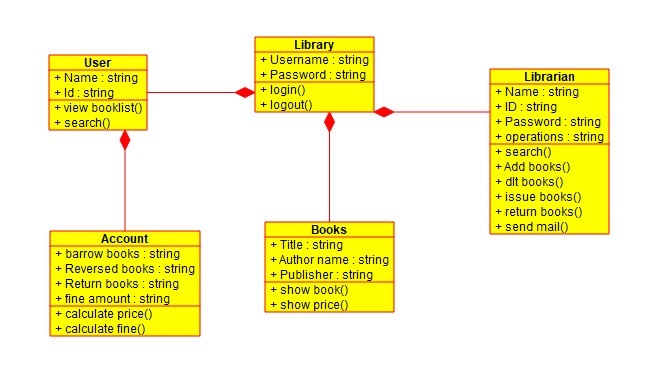 User
+ Name : string
+ Id : string
+ view booklist()
+ search()
Library
+ Username : string
+ Password : string
+ login()
+ logout()
Librarian
+ Name : string
+ ID : string
+ Password : string
+ operations : string
+ search()
+ Add books()
+ dlt books()
+ issue books()
+ return books()
+ send mail()
Account
+ barrow books : string
+ Reversed books : string
+ Return books : string
+ fine amount : string
+ calculate price()
+ calculate fine()
Books
+ Title : string
+ Author name : string
+ Publisher : string
+ show book()
+ show price()